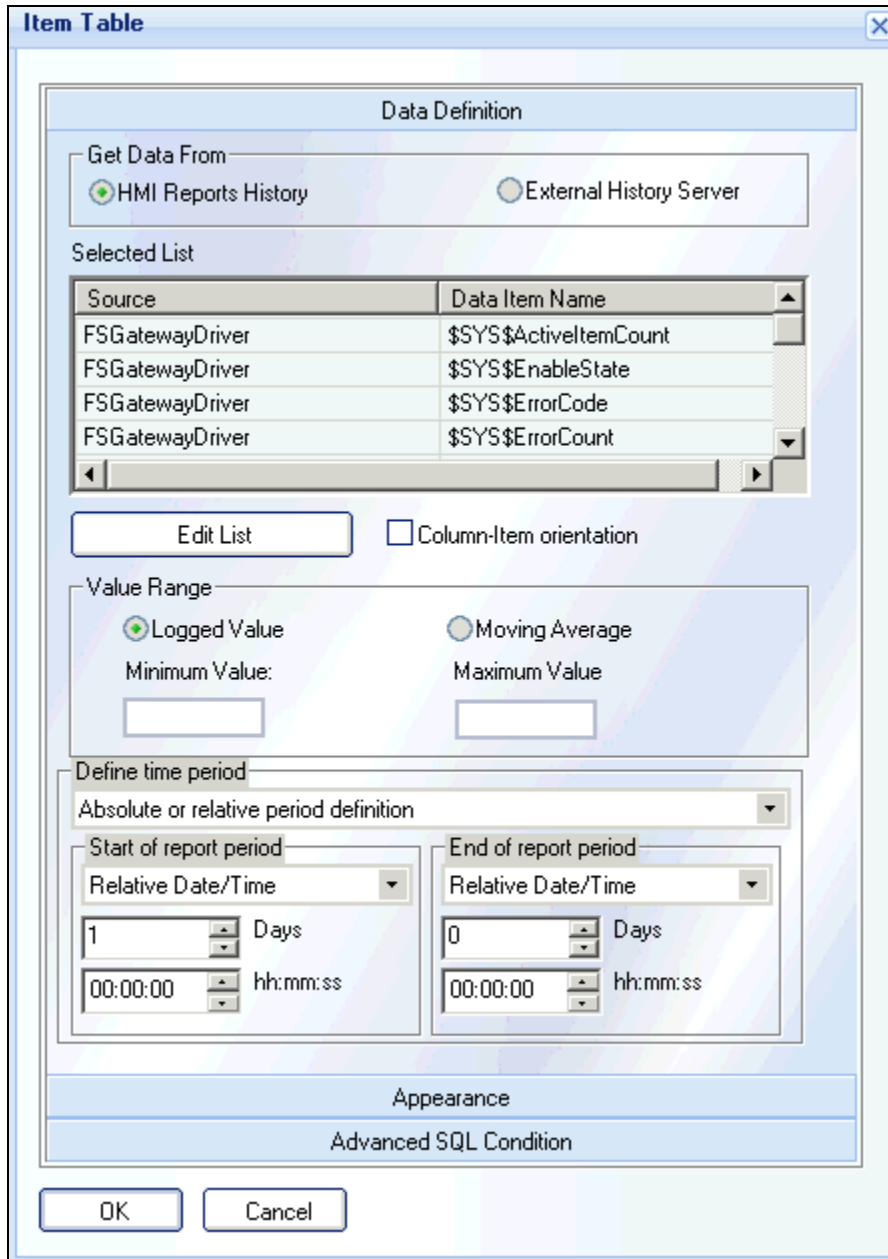 Item Table
Data Definition
Get Data From
HMI Reports History External History Server
Selected List
Source Data Item Name
FSGatewayDriver $SYS$ActiveItemCount
FSGatewayDriver $SYS$EnableState
FSGatewayDriver $SYS$ErrorCode
FSGatewayDriver $SYS$ErrorCount
Edit List Column-Item orientation
Value Range
Logged Value Moving Average
Minimum Value: Maximum Value
Define time period
Absolute or relative period definition
Start of report period End of report period
Relative Date/Time Relative Date/Time
1 Days 0 Days
00:00:00 hh:mm:ss 00:00:00 hh:mm:ss
Appearance
Advanced SQL Condition
OK Cancel